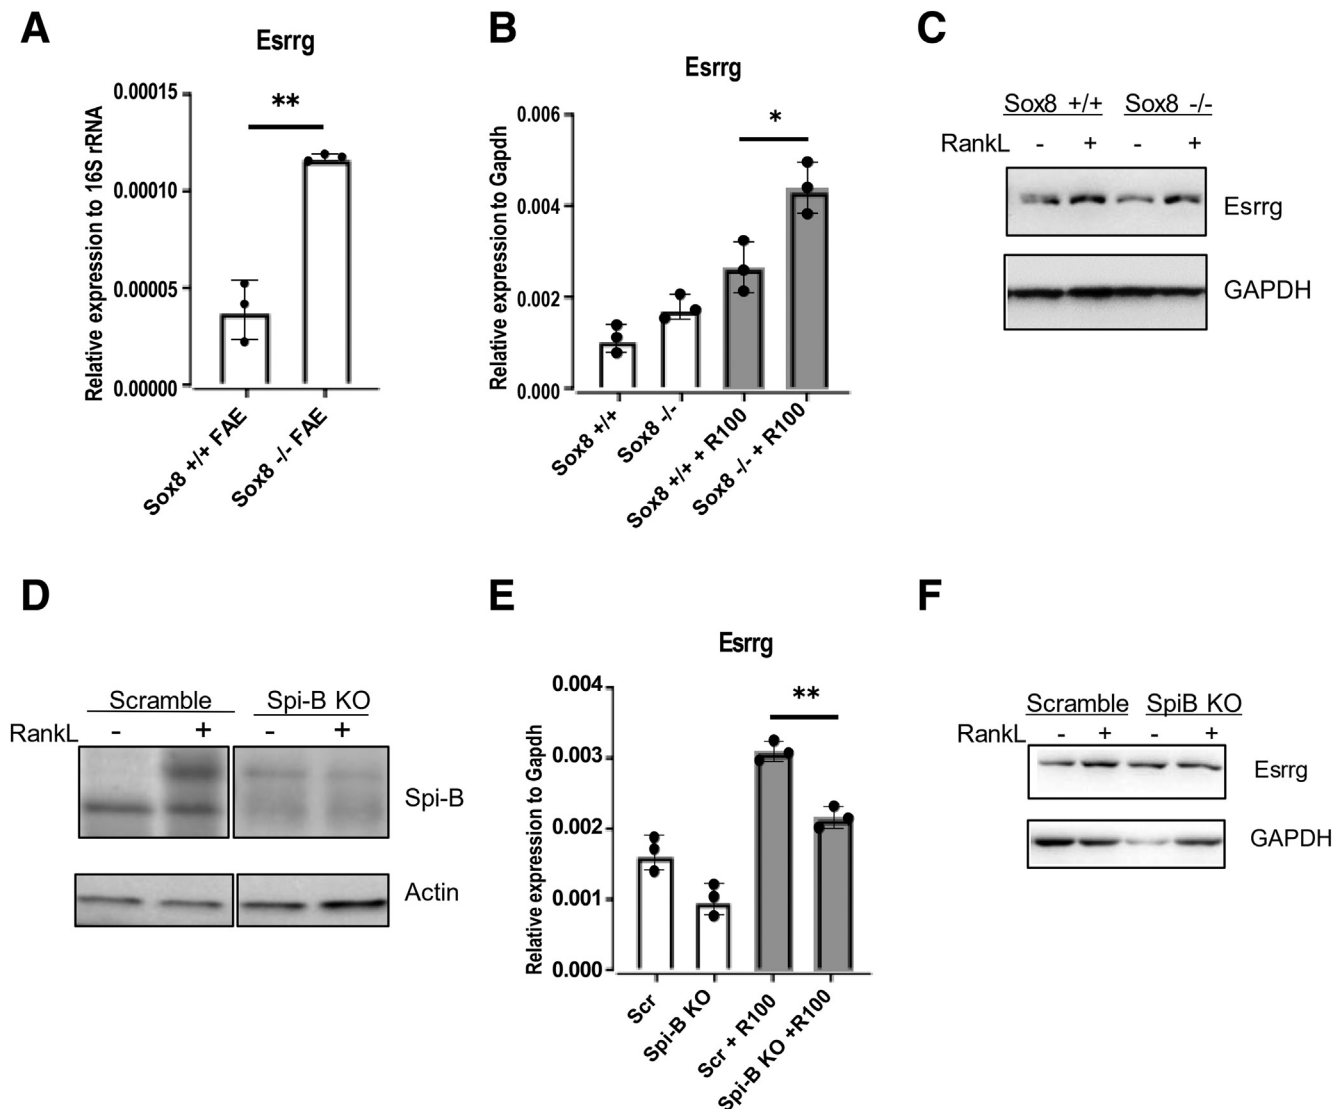 A
Esrrg
Relative expression to 16S rRNA
0.00015
**
0.00010
0.00005
0.00000
Sox8 +/+ FAE
Sox8 -/- FAE
B
Esrrg
Relative expression to Gapdh
0.006
*
0.004
0.002
0.000
Sox8 +/+
Sox8 -/-
Sox8 +/+ + R100
Sox8 -/- + R100
C
Sox8 +/+ Sox8 -/-
RankL - + - +
Esrrg
GAPDH
D
Scramble Spi-B KO
RankL - + - +
Spi-B
Actin
E
Esrrg
Relative expression to Gapdh
0.004
**
0.003
0.002
0.001
0.000
Scr
Spi-B KO
Scr + R100
Spi-B KO +R100
F
Scramble SpiB KO
RankL - + - +
Esrrg
GAPDH